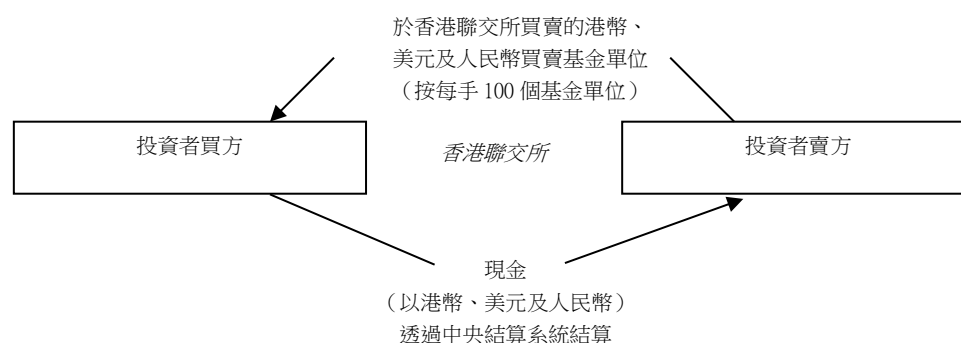 於香港聯交所買賣的港幣、
美元及人民幣買賣基金單位
（按每手 100 個基金單位）
投資者買方
香港聯交所
投資者賣方
現金
（以港幣、美元及人民幣）
透過中央結算系統結算